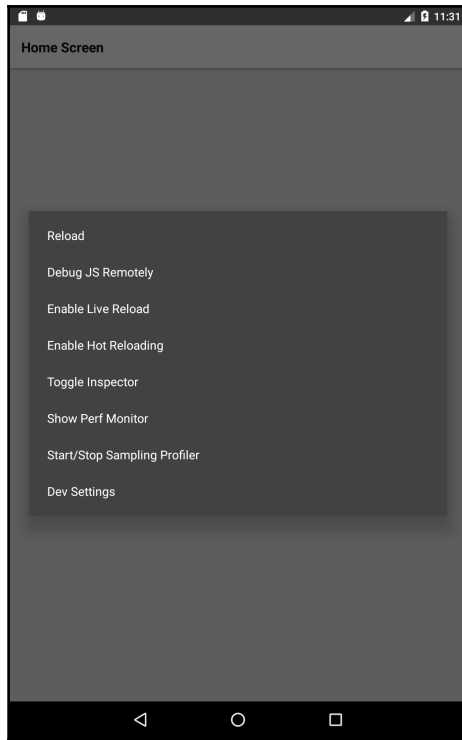 11:31
Home Screen
Reload
Debug JS Remotely
Enable Live Reload
Enable Hot Reloading
Toggle Inspector
Show Perf Monitor
Start/Stop Sampling Profiler
Dev Settings